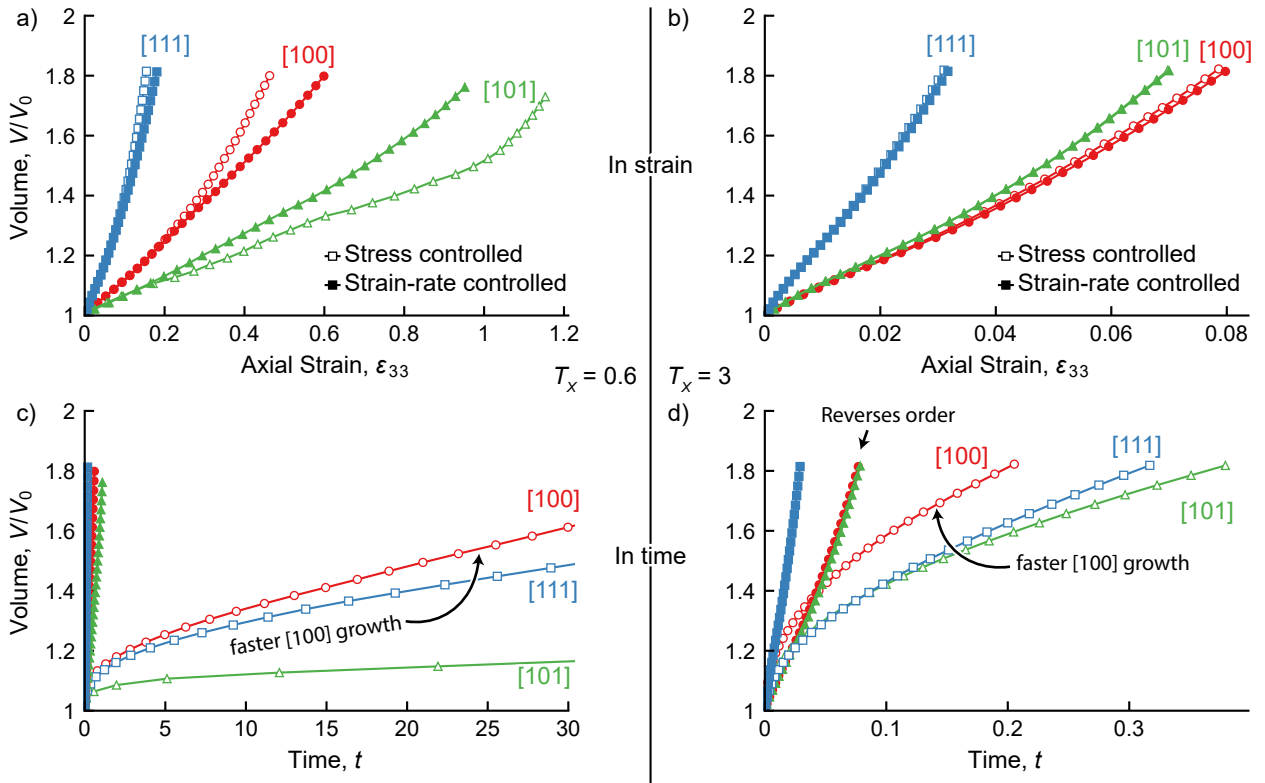 a)
2
1.8
1.6
1.4
1.2
1
Volume, V/V0
[111]
[100]
[101]
Stress controlled
Strain-rate controlled
0
0.2
0.4
0.6
0.8
1
1.2
Axial Strain, ε33
In strain
b)
2
1.8
1.6
1.4
1.2
1
[111]
[101]
[100]
Stress controlled
Strain-rate controlled
0
0.02
0.04
0.06
0.08
Axial Strain, ε33
Tx = 0.6
Tx = 3
c)
2
1.8
1.6
1.4
1.2
1
Volume, V/V0
[100]
[111]
faster [100] growth
[101]
0
5
10
15
20
25
30
Time, t
In time
d)
2
1.8
1.6
1.4
1.2
1
Reverses order
[100]
[111]
[101]
faster [100] growth
0
0.1
0.2
0.3
Time, t